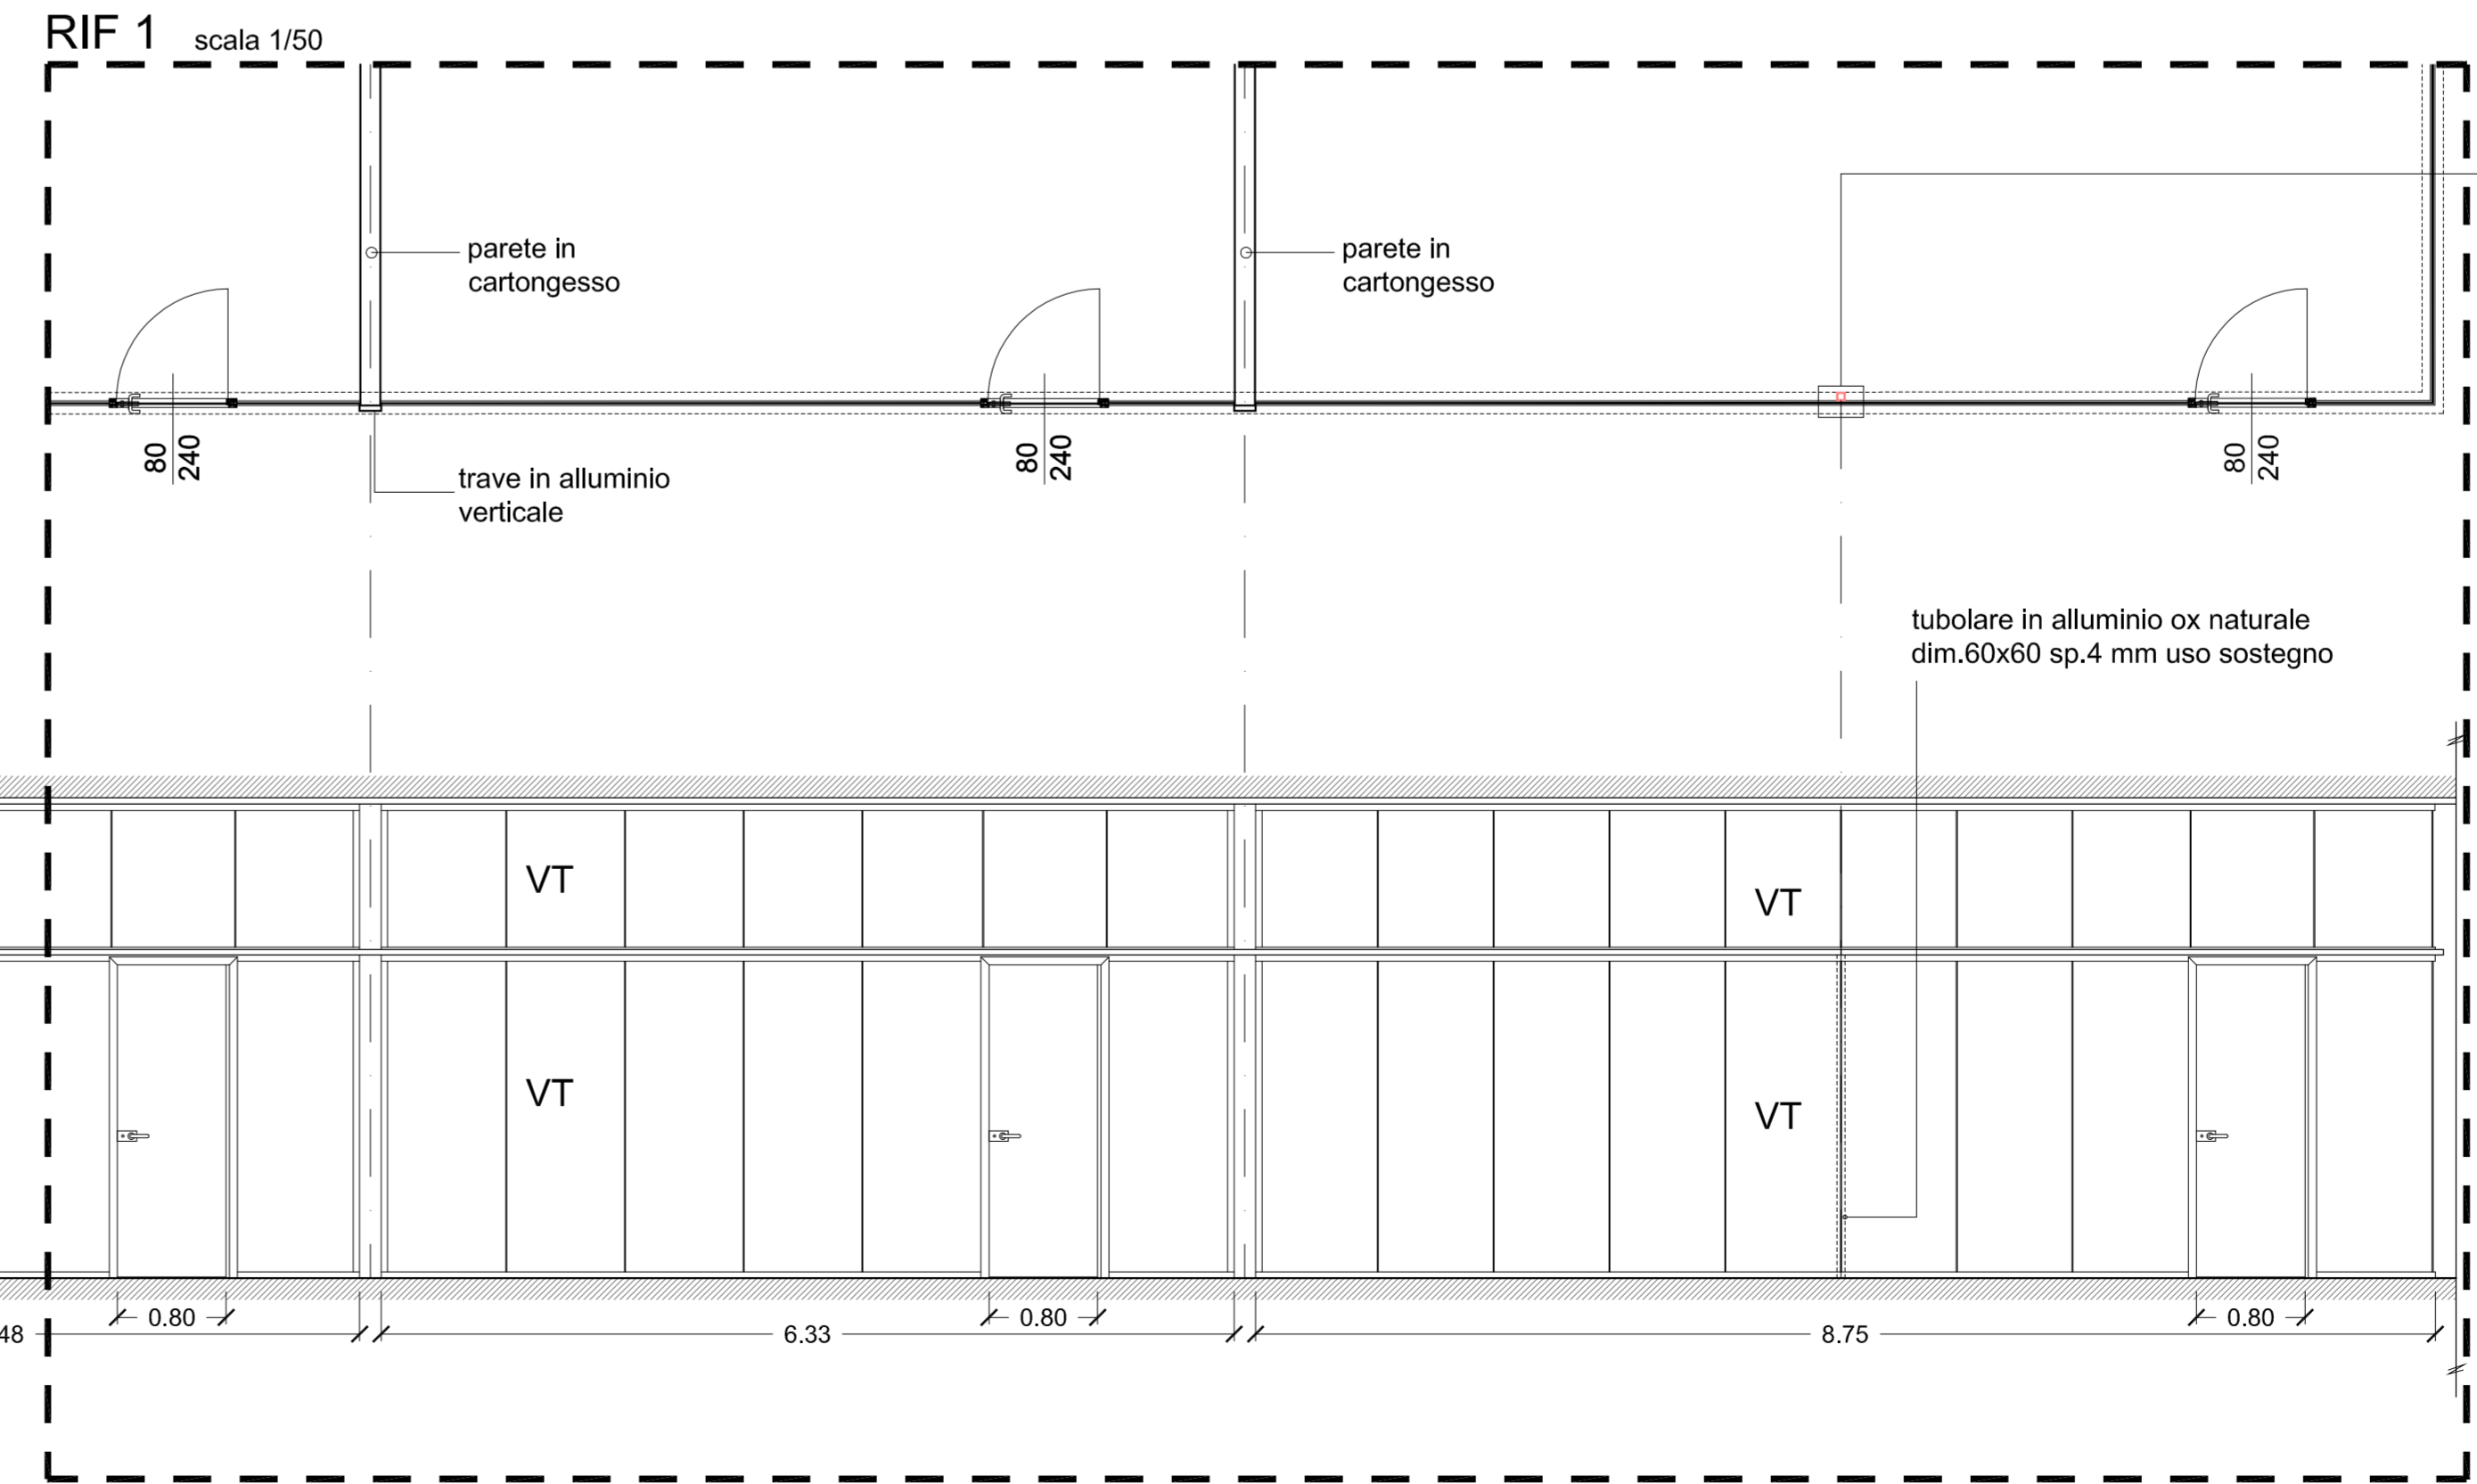 RIF 1 scala 1/50
parete in
cartongesso
parete in
cartongesso
80
240
80
240
80
240
trave in alluminio
verticale
tubolare in alluminio ox naturale
dim.60x60 sp.4 mm uso sostegno
VT
VT
VT
VT
0.80
0.80
0.80
48
6.33
8.75